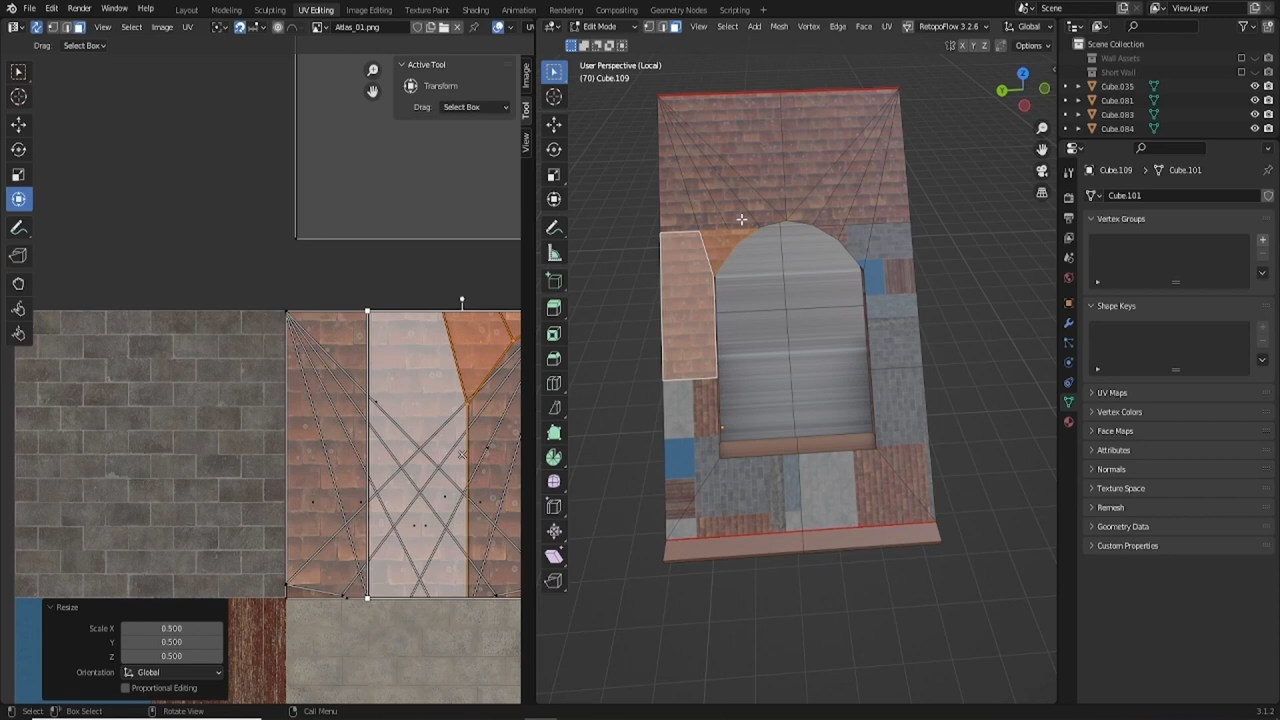 File Edit Render Window Help Layout Modeling Sculpting UV Editing Texture Paint Shading Animation Rendering Compositing Geometry Nodes Scripting Scene ViewLayer
View Select Image UV Atlas_01.png Edit Mode View Select Add Mesh Vertex Edge Face UV RetopoFlow 3.2.6 Global
Drag: Select Box X Y Z Options
Scene Collection
Wall Assets
Short Wall
Cube.035
Cube.081
Cube.083
Cube.084
Active Tool
Transform
Drag: Select Box
Image
Tool
View
User Perspective (Local)
(70) Cube.109
Z
Y
Cube.109 Cube.101
Cube.101
Vertex Groups
Shape Keys
UV Maps
Vertex Colors
Face Maps
Attributes
Normals
Texture Space
Remesh
Geometry Data
Custom Properties
Resize
Scale X 0.500
Y 0.500
Z 0.500
Orientation Global
Proportional Editing
Select Box Select Rotate View Call Menu 3.1.2